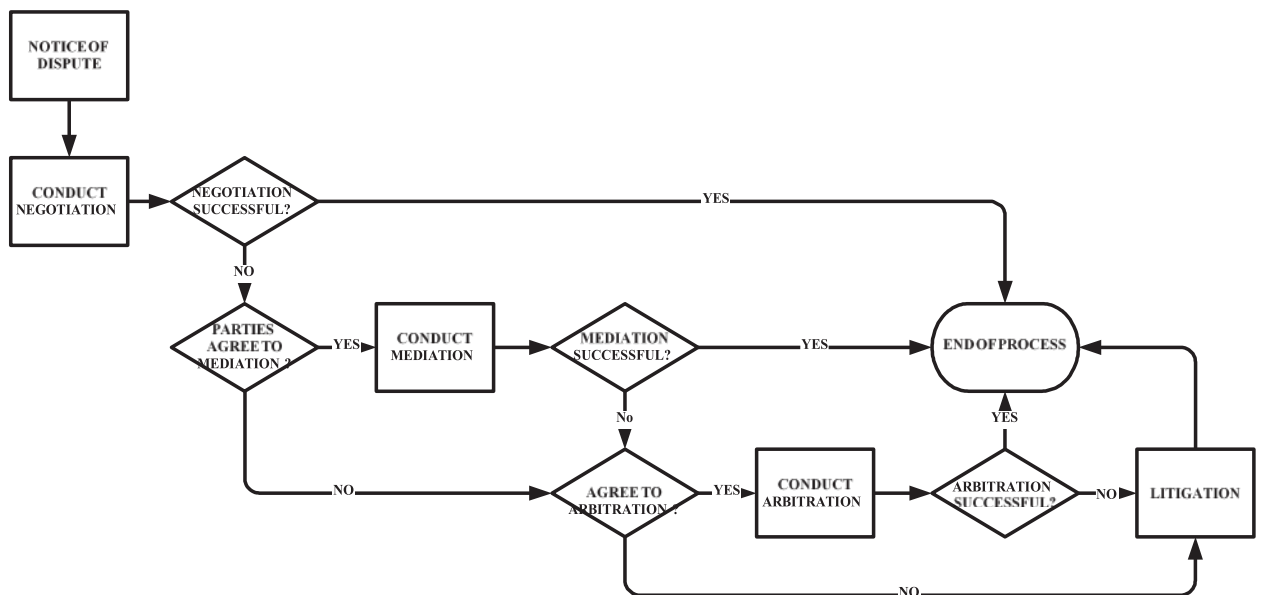 NOTICE OF
DISPUTE
CONDUCT
NEGOTIATION
NEGOTIATION
SUCCESSFUL?
YES
NO
PARTIES
AGREE TO
MEDIATION ?
YES
CONDUCT
MEDIATION
MEDIATION
SUCCESSFUL?
YES
END OF PROCESS
No
YES
NO
AGREE TO
ARBITRATION ?
YES
CONDUCT
ARBITRATION
ARBITRATION
SUCCESSFUL?
NO
LITIGATION
NO